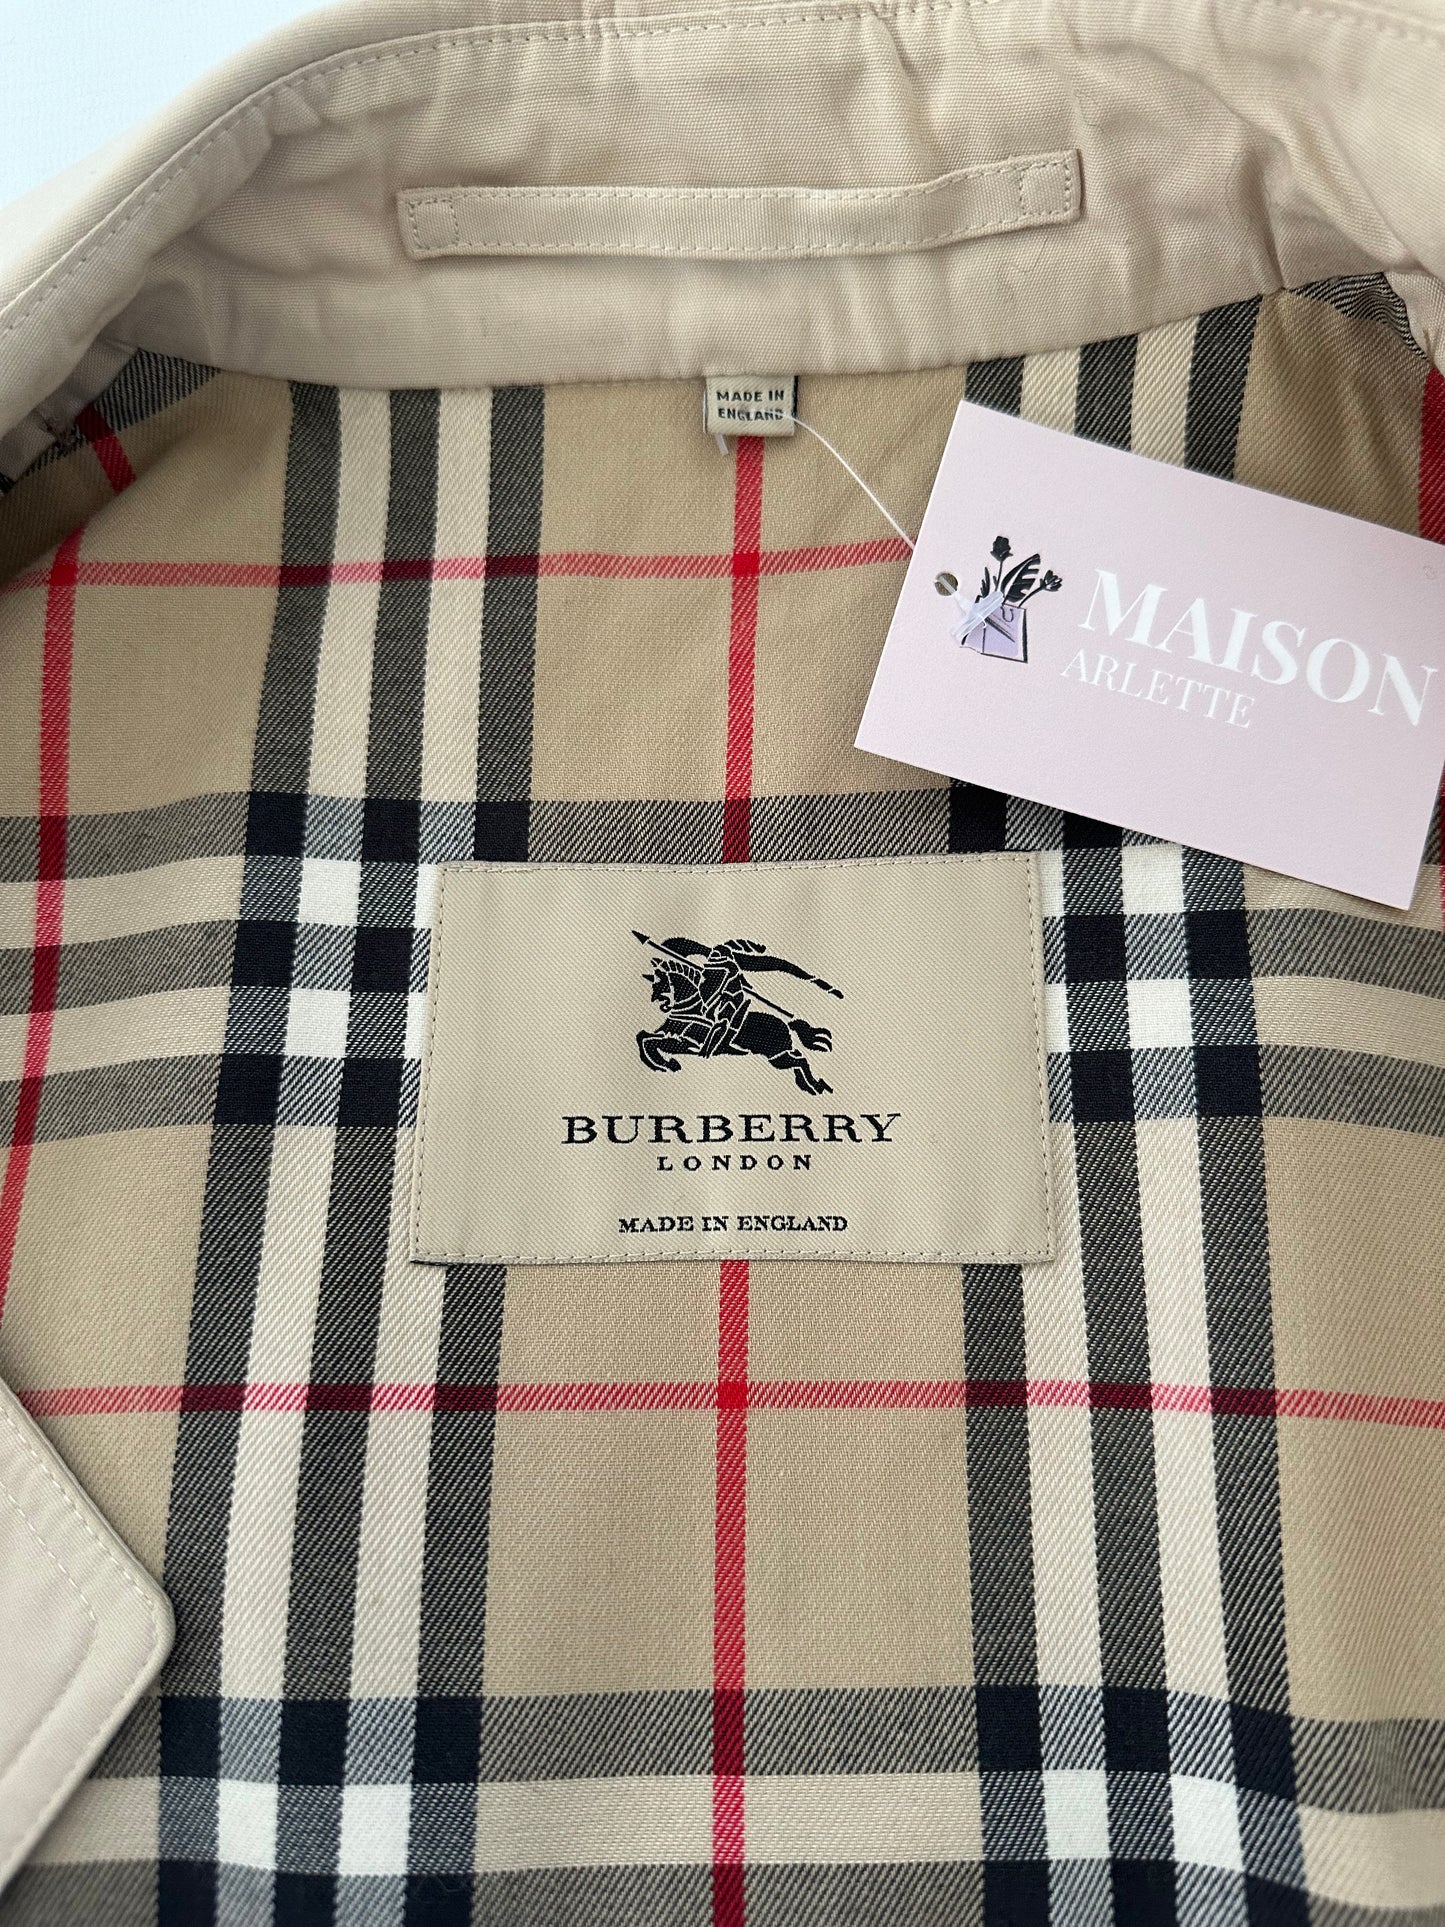 MADE IN
ENGLAND
MAISON
ARLETTE
BURBERRY
LONDON
MADE IN ENGLAND